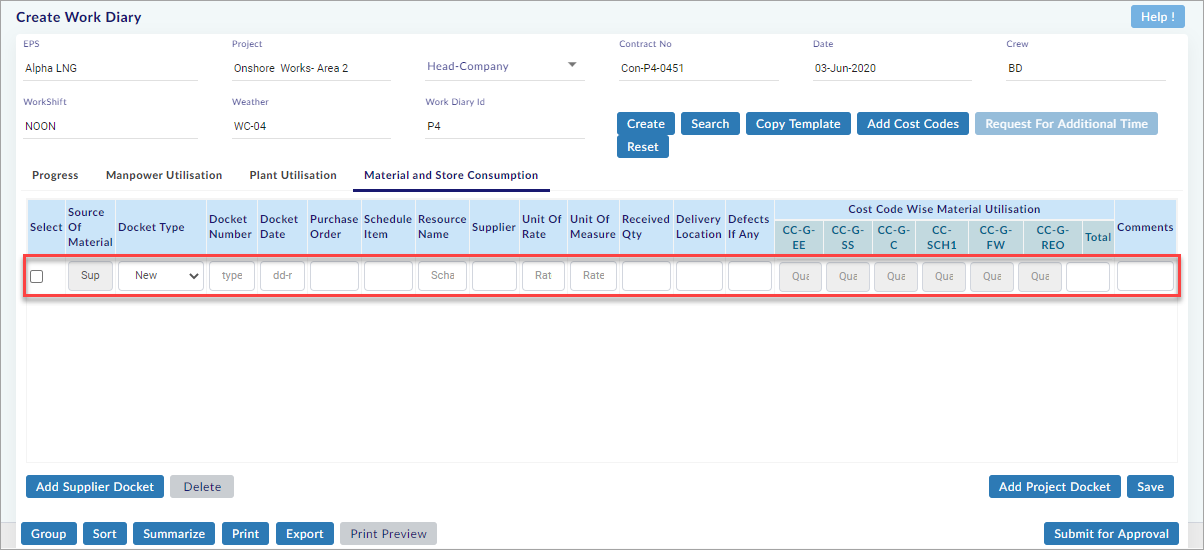 Create Work Diary
Help !
EPS
Project
Contract No
Date
Crew
Alpha LNG
Onshore Works- Area 2
Head-Company
Con-P4-0451
03-Jun-2020
BD
WorkShift
Weather
Work Diary Id
NOON
WC-04
P4
Create
Search
Copy Template
Add Cost Codes
Request For Additional Time
Reset
Progress
Manpower Utilisation
Plant Utilisation
Material and Store Consumption
Select
Source
Of
Material
Docket Type
Docket
Number
Docket
Date
Purchase
Order
Schedule
Item
Resource
Name
Supplier
Unit Of
Rate
Unit Of
Measure
Received
Qty
Delivery
Location
Defects
If Any
Cost Code Wise Material Utilisation
CC-G-
EE
CC-G-
SS
CC-G-
C
CC-
SCH1
CC-G-
FW
CC-G-
REO
Total
Comments
Sup
New
type
dd-r
Scha
Rat
Rate
Qua
Qua
Qua
Qua
Qua
Qua
Add Supplier Docket
Delete
Add Project Docket
Save
Group
Sort
Summarize
Print
Export
Print Preview
Submit for Approval